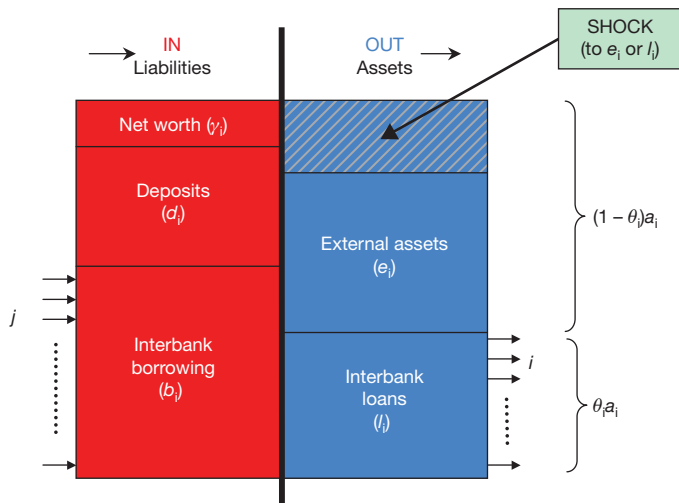 IN
Liabilities
OUT
Assets
SHOCK
(to eᵢ or lᵢ)
Net worth (γᵢ)
Deposits
(dᵢ)
External assets
(eᵢ)
(1 – θᵢ)aᵢ
j
Interbank
borrowing
(bᵢ)
Interbank
loans
(lᵢ)
i
θᵢaᵢ